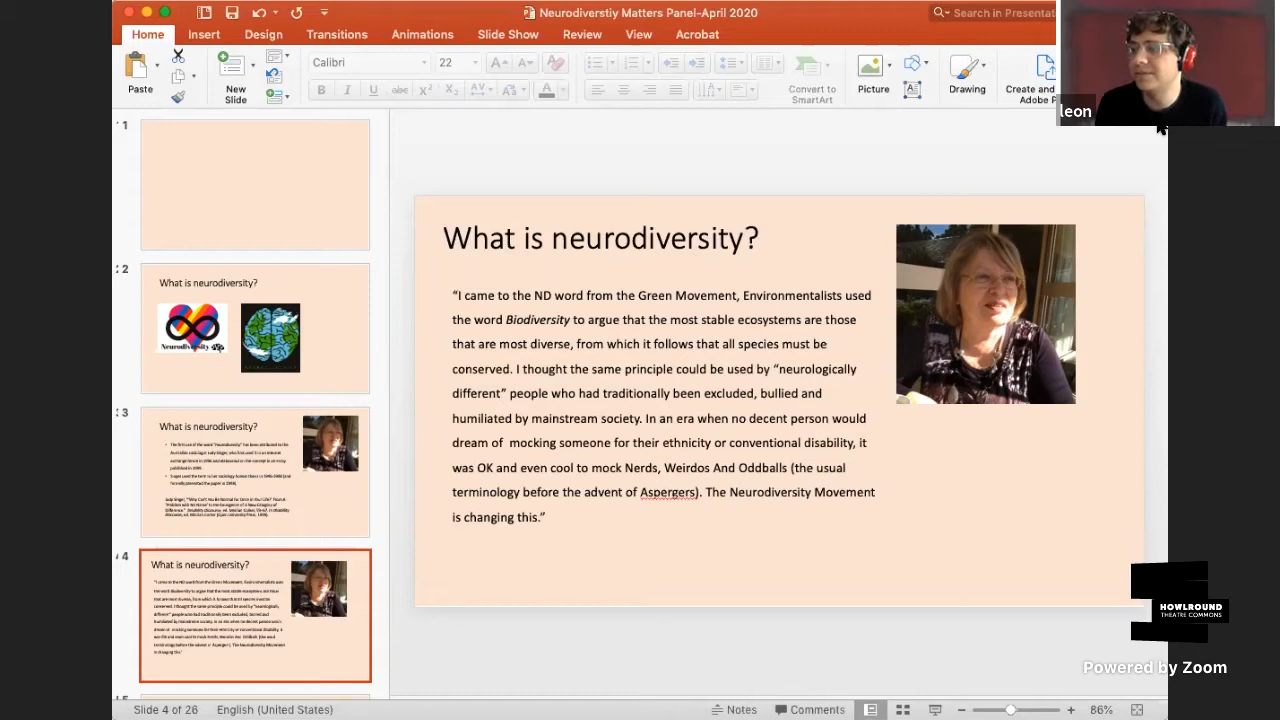 Neurodiverstiy Matters Panel-April 2020
Search in Presentat
Home Insert Design Transitions Animations Slide Show Review View Acrobat
Paste
New
Slide
Calibri 22
Convert to
SmartArt
Picture
Drawing
Create and
Adobe P
leon
1
2
What is neurodiversity?
Neurodiversity
3
What is neurodiversity?
4
What is neurodiversity?
What is neurodiversity?
“I came to the ND word from the Green Movement, Environmentalists used
the word Biodiversity to argue that the most stable ecosystems are those
that are most diverse, from which it follows that all species must be
conserved. I thought the same principle could be used by “neurologically
different” people who had traditionally been excluded, bullied and
humiliated by mainstream society. In an era when no decent person would
dream of mocking someone for their ethnicity or conventional disability, it
was OK and even cool to mock Nerds, Weirdos And Oddballs (the usual
terminology before the advent of Aspergers). The Neurodiversity Movement
is changing this.”
HOWLROUND
THEATRE COMMONS
Powered by Zoom
Slide 4 of 26 English (United States) Notes Comments 86%